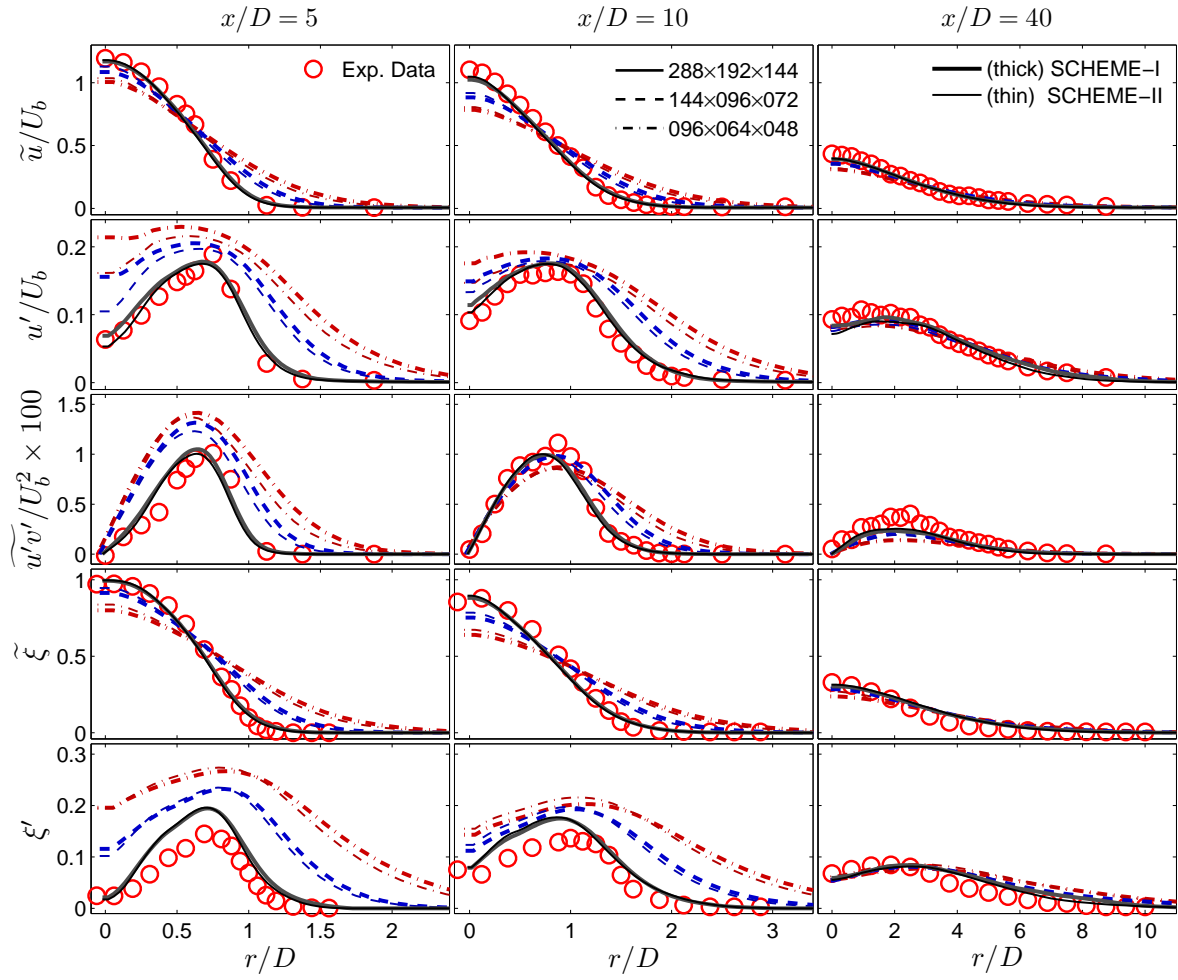 x/D = 5
x/D = 10
x/D = 40
Exp. Data
288×192×144
144×096×072
096×064×048
(thick) SCHEME−I
(thin) SCHEME−II
ũ/U_b
1
0.5
0
u′/U_b
0.2
0.1
0
u′v′/U_b² × 100
1.5
1
0.5
0
ξ̃
1
0.5
0
ξ′
0.3
0.2
0.1
0
0 0.5 1 1.5 2
0 1 2 3
0 2 4 6 8 10
r/D
r/D
r/D